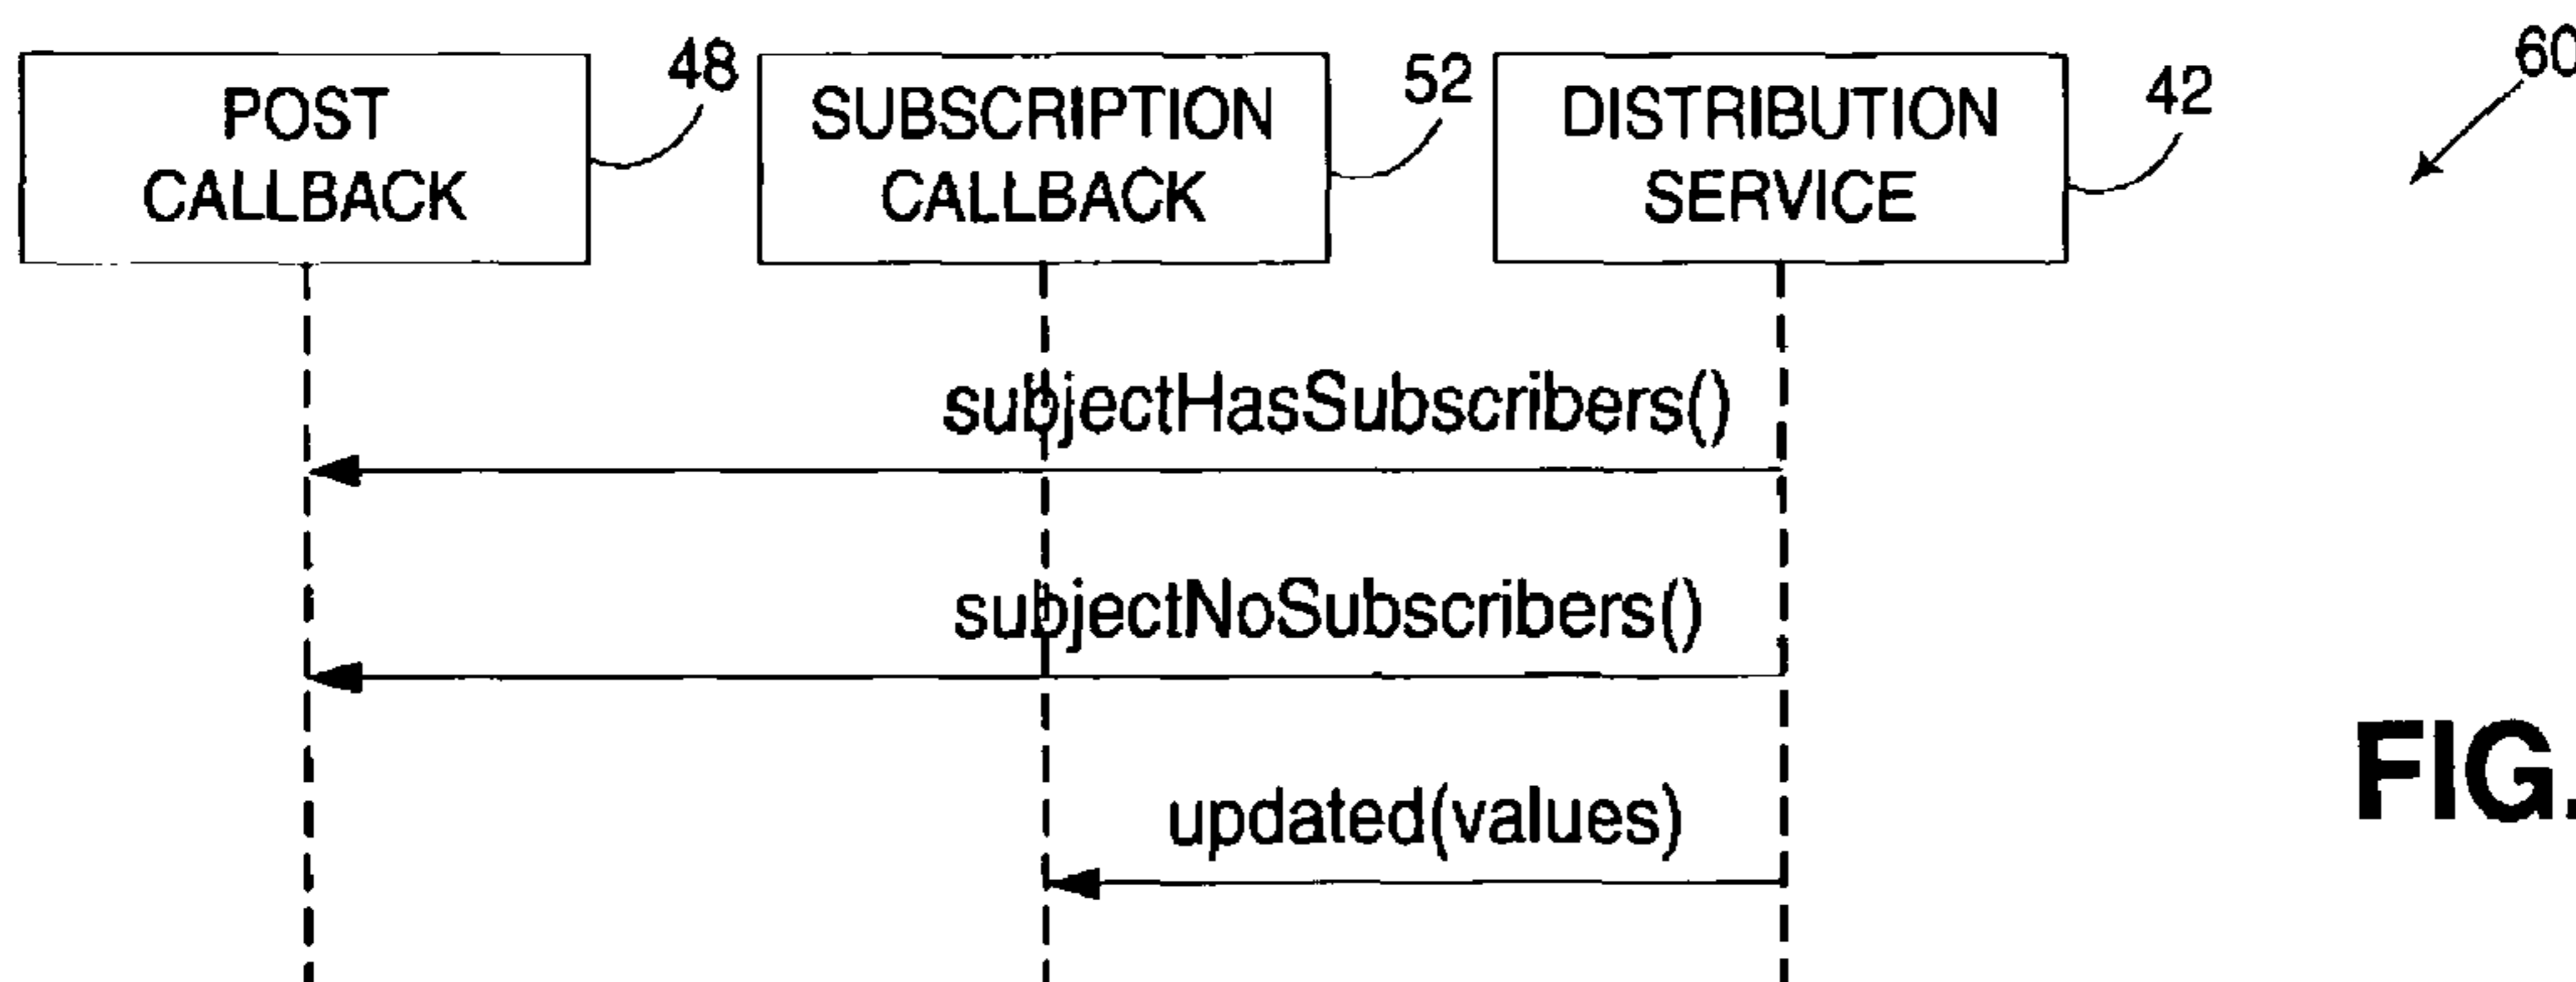 POST
CALLBACK
48
SUBSCRIPTION
CALLBACK
52
DISTRIBUTION
SERVICE
42
60
subjectHasSubscribers()
subjectNoSubscribers()
updated(values)
FIG.